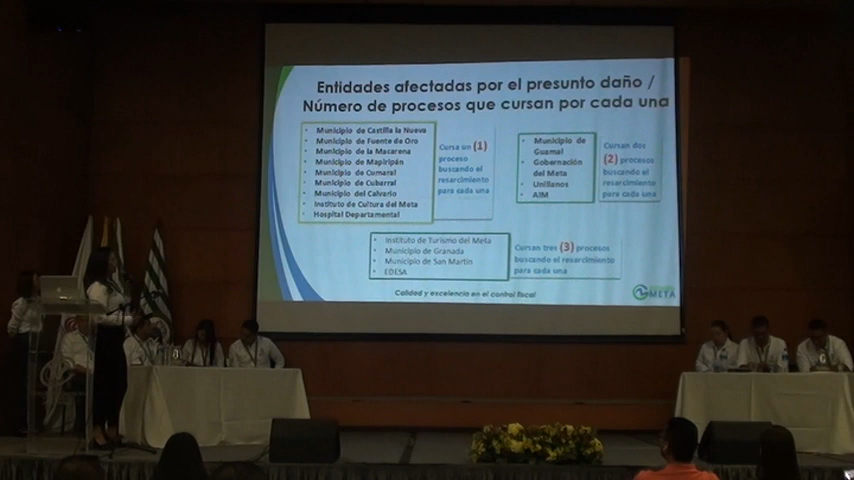 Entidades afectadas por el presunto daño /
Número de procesos que cursan por cada una
• Municipio de Castilla la Nueva
• Municipio de Fuente de Oro
• Municipio de la Macarena
• Municipio de Mapiripán
• Municipio de Cumaral
• Municipio de Cubarral
• Municipio del Calvario
• Instituto de Cultura del Meta
• Hospital Departamental
Cursa un (1)
proceso
buscando el
resarcimiento
para cada una
• Municipio de
Guamal
• Gobernación
del Meta
• Unillanos
• AIM
Cursan dos
(2) procesos
buscando el
resarcimiento
para cada una
• Instituto de Turismo del Meta
• Municipio de Granada
• Municipio de San Martin
• EDESA
Cursan tres (3) procesos
buscando el resarcimiento
para cada una
Calidad y excelencia en el control fiscal
META